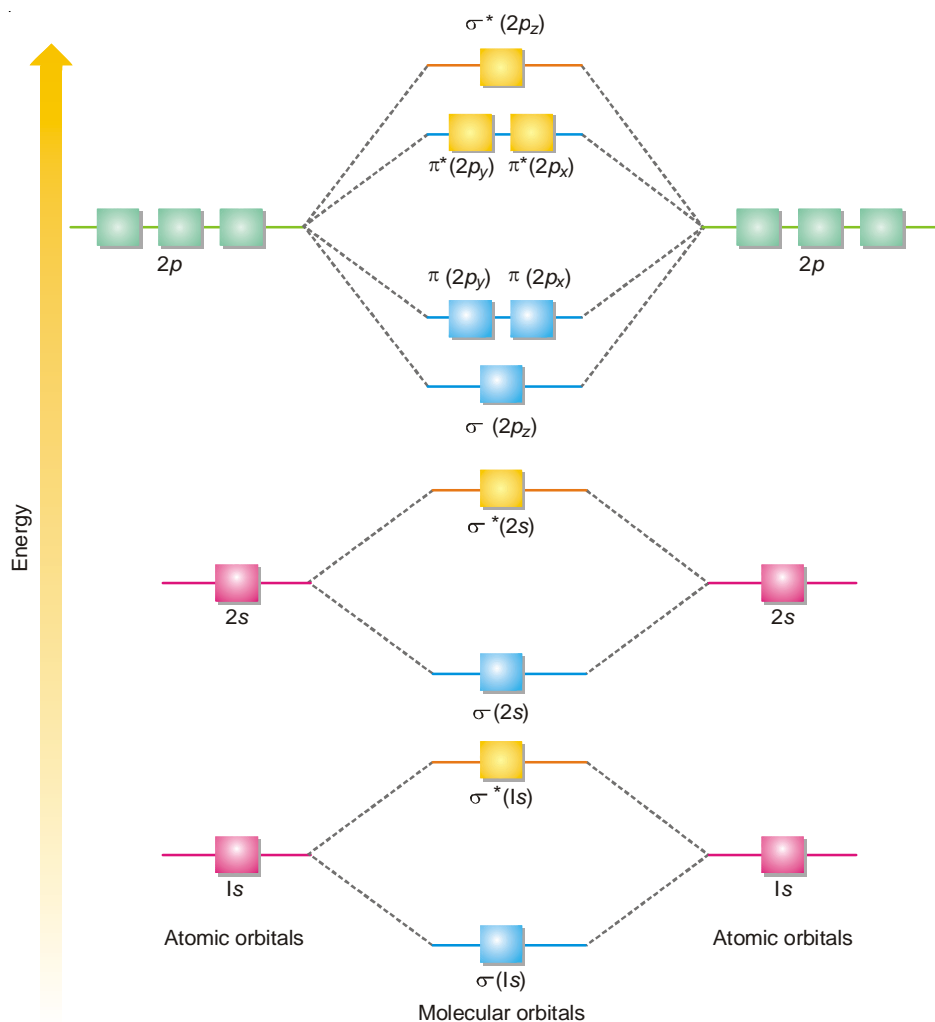 σ* (2pz)
π*(2py) π*(2px)
2p 2p
π (2py) π (2px)
σ (2pz)
σ*(2s)
Energy
2s 2s
σ(2s)
σ*(1s)
1s 1s
Atomic orbitals Atomic orbitals
σ(1s)
Molecular orbitals